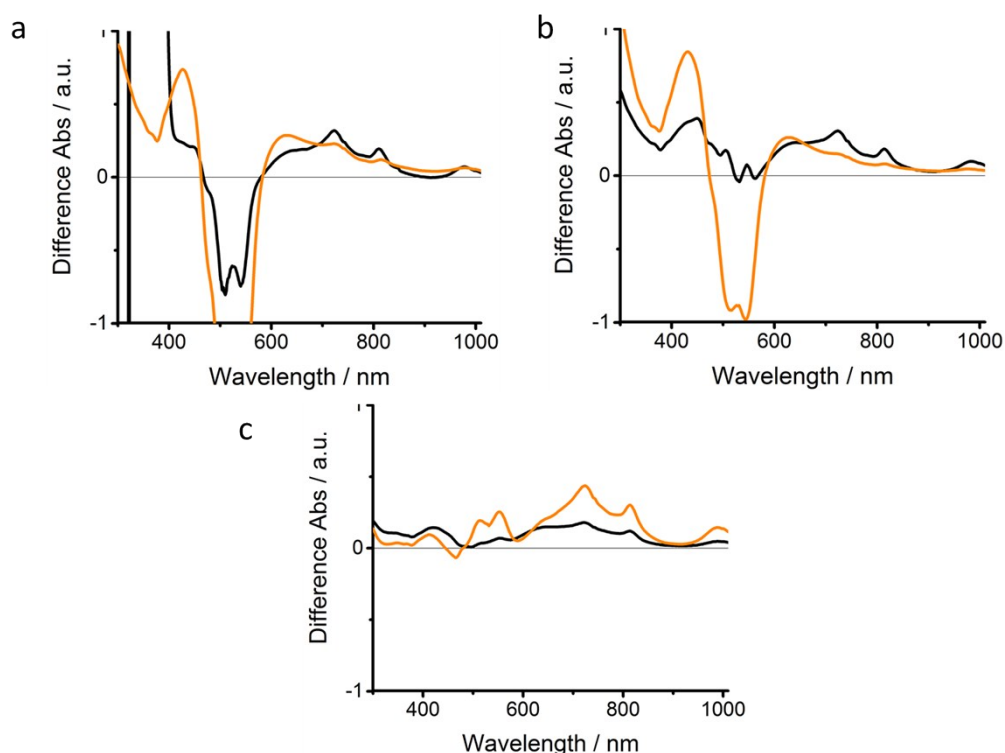 a
1
Difference Abs / a.u.
0
-1
400 600 800 1000
Wavelength / nm
b
1
Difference Abs / a.u.
0
-1
400 600 800 1000
Wavelength / nm
c
1
Difference Abs / a.u.
0
-1
400 600 800 1000
Wavelength / nm